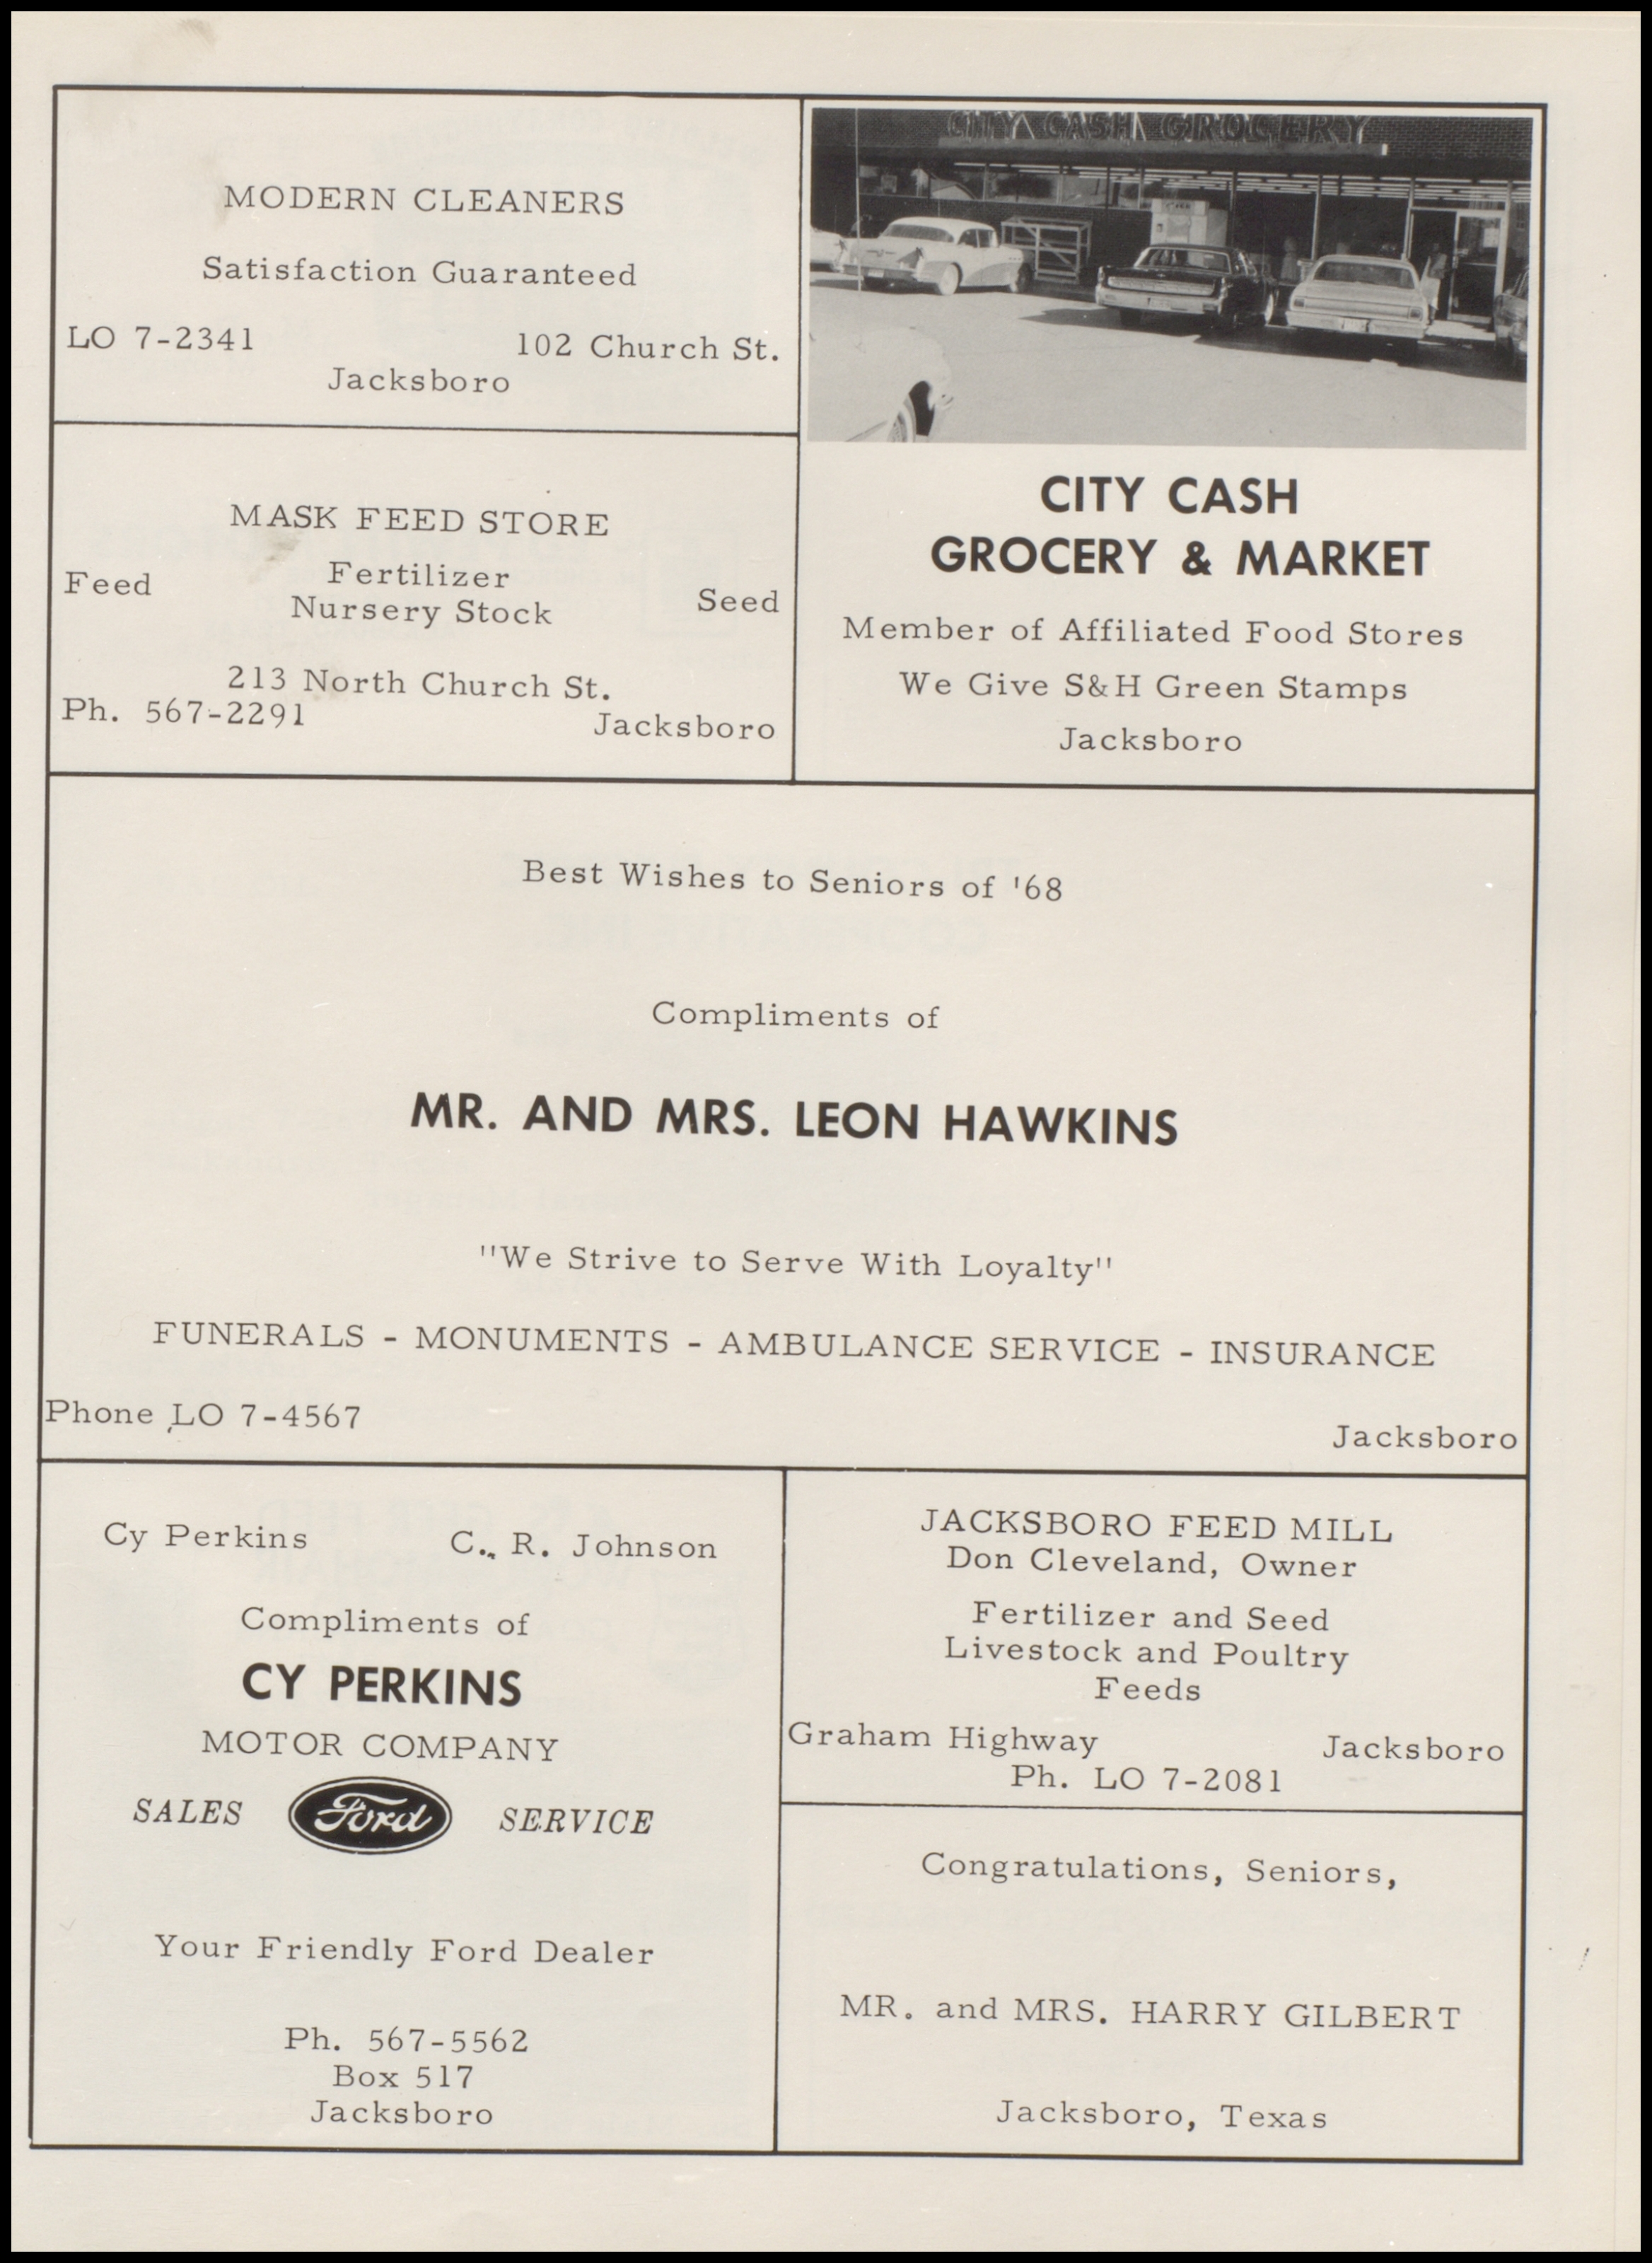 MODERN CLEANERS
Satisfaction Guaranteed
LO 7-2341 102 Church St.
Jacksboro
MASK FEED STORE
Feed Fertilizer Seed
Nursery Stock
213 North Church St.
Ph. 567-2291 Jacksboro
CITY CASH GROCERY
CITY CASH
GROCERY & MARKET
Member of Affiliated Food Stores
We Give S&H Green Stamps
Jacksboro
Best Wishes to Seniors of '68
Compliments of
MR. AND MRS. LEON HAWKINS
"We Strive to Serve With Loyalty"
FUNERALS - MONUMENTS - AMBULANCE SERVICE - INSURANCE
Phone LO 7-4567 Jacksboro
Cy Perkins C. R. Johnson
Compliments of
CY PERKINS
MOTOR COMPANY
SALES Ford SERVICE
Your Friendly Ford Dealer
Ph. 567-5562
Box 517
Jacksboro
JACKSBORO FEED MILL
Don Cleveland, Owner
Fertilizer and Seed
Livestock and Poultry
Feeds
Graham Highway Jacksboro
Ph. LO 7-2081
Congratulations, Seniors,
MR. and MRS. HARRY GILBERT
Jacksboro, Texas